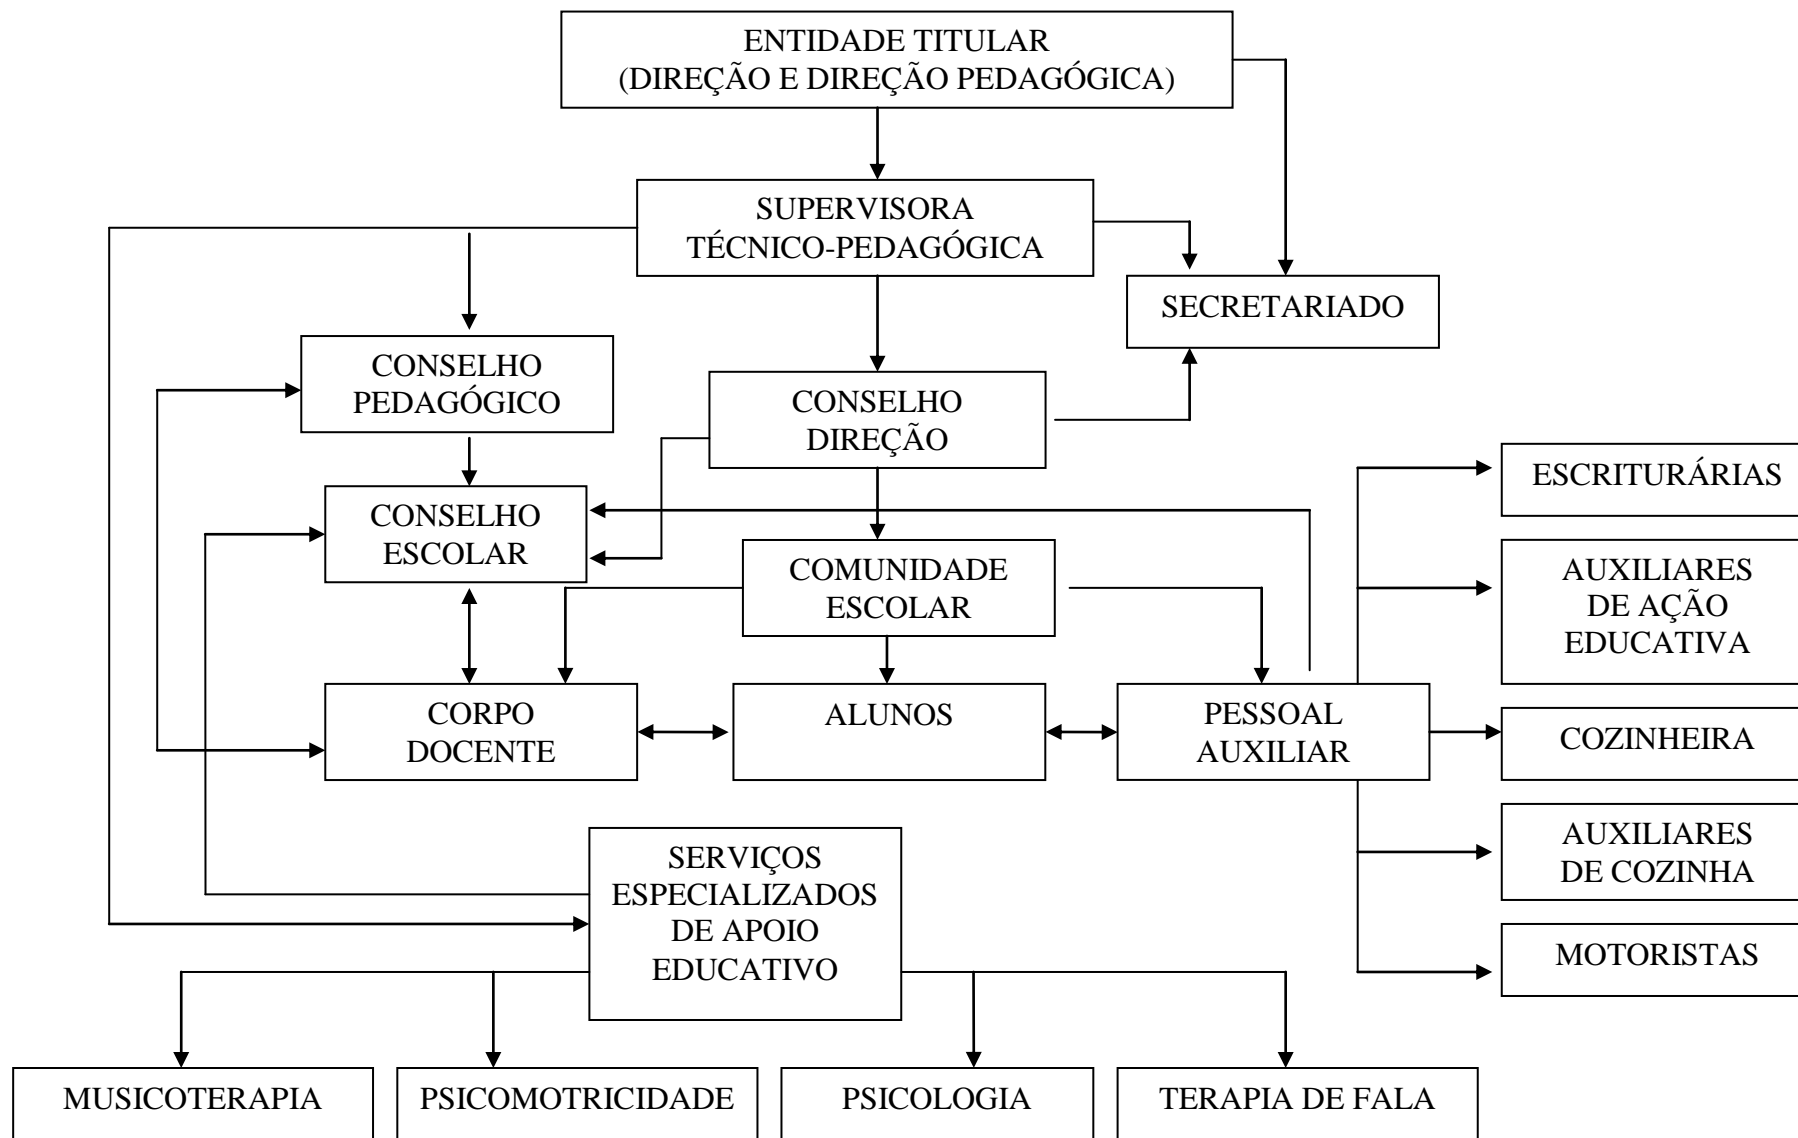 ENTIDADE TITULAR
(DIREÇÃO E DIREÇÃO PEDAGÓGICA)
SUPERVISORA
TÉCNICO-PEDAGÓGICA
SECRETARIADO
CONSELHO
PEDAGÓGICO
CONSELHO
DIREÇÃO
ESCRITURÁRIAS
CONSELHO
ESCOLAR
COMUNIDADE
ESCOLAR
AUXILIARES
DE AÇÃO
EDUCATIVA
CORPO
DOCENTE
ALUNOS
PESSOAL
AUXILIAR
COZINHEIRA
SERVIÇOS
ESPECIALIZADOS
DE APOIO
EDUCATIVO
AUXILIARES
DE COZINHA
MOTORISTAS
MUSICOTERAPIA
PSICOMOTRICIDADE
PSICOLOGIA
TERAPIA DE FALA